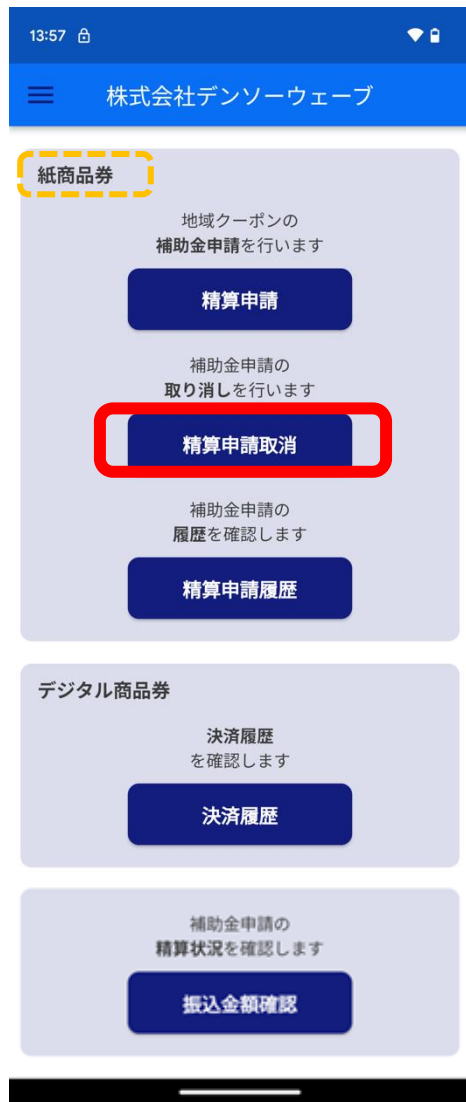 13:57
株式会社デンソーウェーブ
紙商品券
地域クーポンの
補助金申請を行います
精算申請
補助金申請の
取り消しを行います
精算申請取消
補助金申請の
履歴を確認します
精算申請履歴
デジタル商品券
決済履歴
を確認します
決済履歴
補助金申請の
精算状況を確認します
振込金額確認